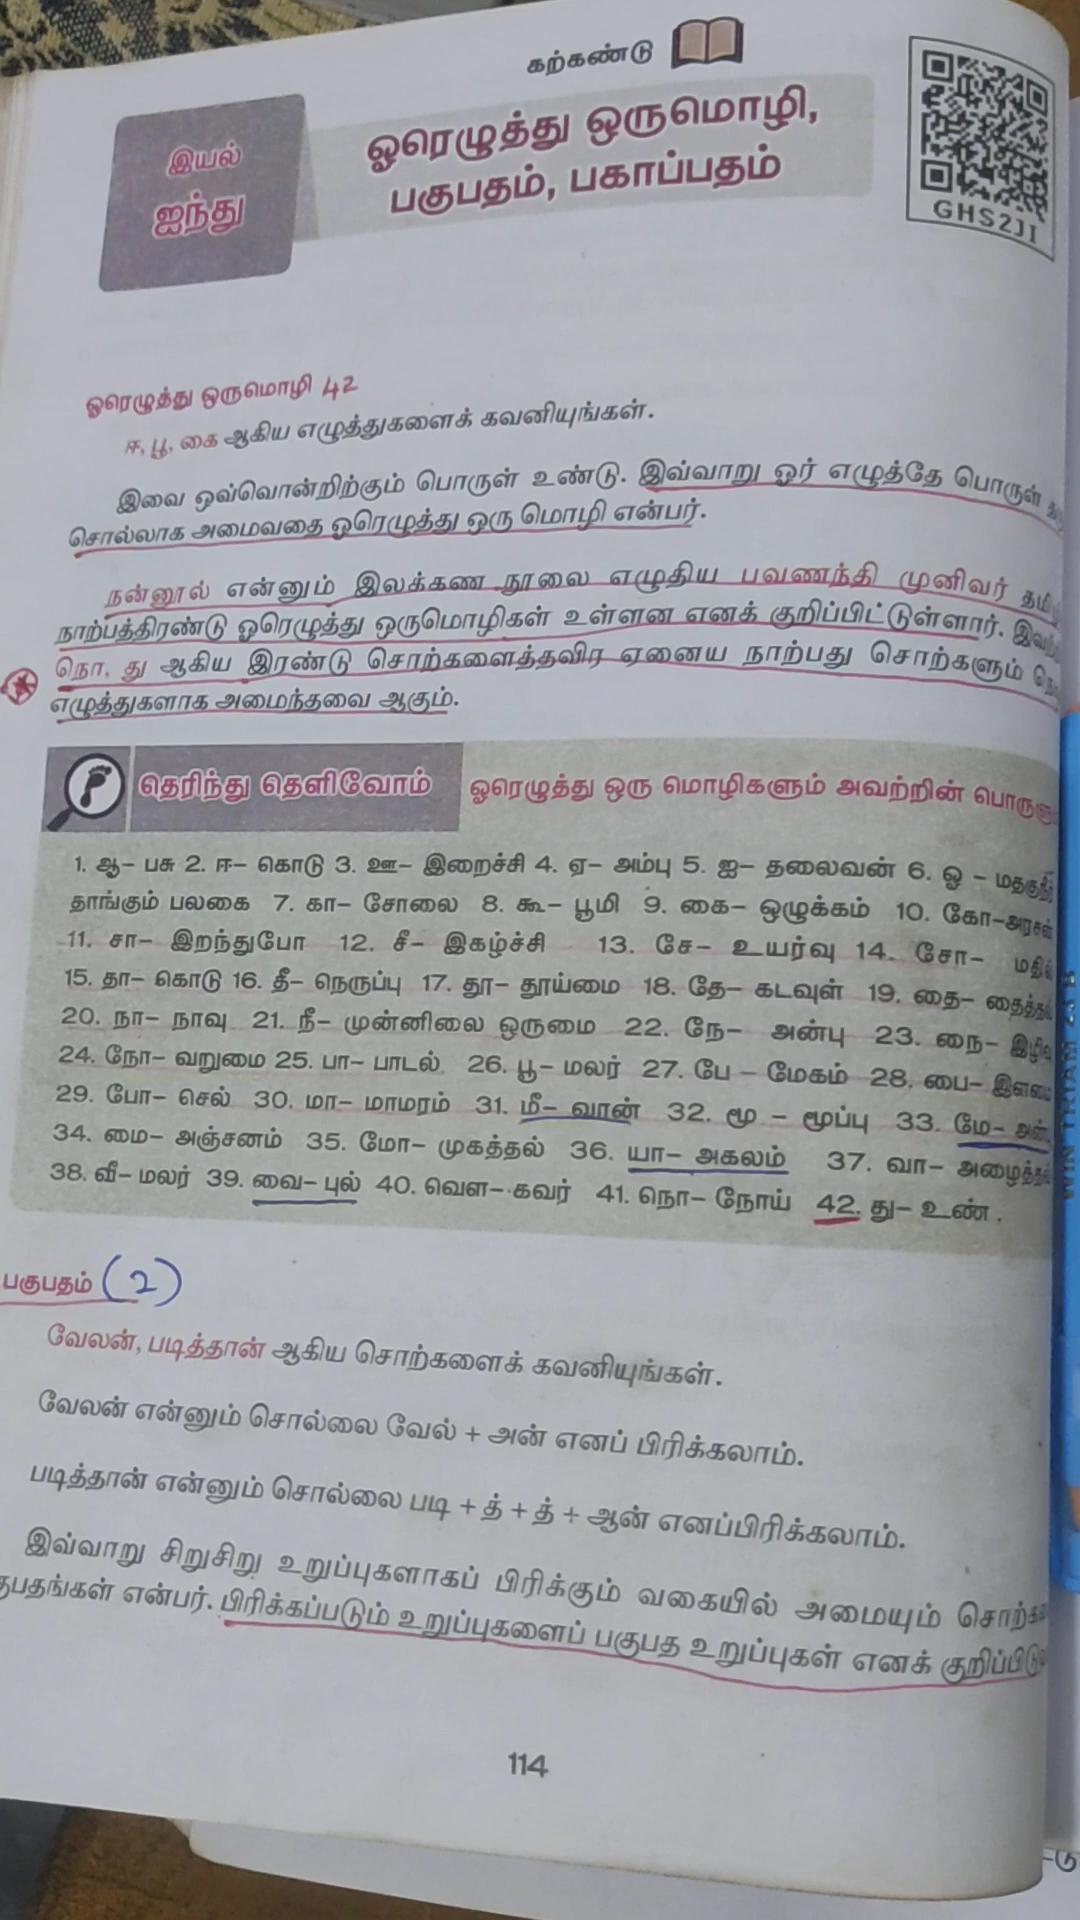 கற்கண்டு
இயல்
ஐந்து
ஓரெழுத்து ஒருமொழி,
பகுபதம், பகாப்பதம்
GHS2JI
ஓரெழுத்து ஒருமொழி 42
ஈ, பூ, கை ஆகிய எழுத்துகளைக் கவனியுங்கள்.
இவை ஒவ்வொன்றிற்கும் பொருள் உண்டு. இவ்வாறு ஓர் எழுத்தே பொருள்
சொல்லாக அமைவதை ஓரெழுத்து ஒரு மொழி என்பர்.
நன்னூல் என்னும் இலக்கண நூலை எழுதிய பவணந்தி முனிவர்
நாற்பத்திரண்டு ஓரெழுத்து ஒருமொழிகள் உள்ளன எனக் குறிப்பிட்டுள்ளார்.
நொ, து ஆகிய இரண்டு சொற்களைத்தவிர ஏனைய நாற்பது சொற்களும்
எழுத்துகளாக அமைந்தவை ஆகும்.
தெரிந்து தெளிவோம்
ஓரெழுத்து ஒரு மொழிகளும் அவற்றின்
1. ஆ– பசு 2. ஈ– கொடு 3. ஊ– இறைச்சி 4. ஏ– அம்பு 5. ஐ– தலைவன் 6. ஓ –
தாங்கும் பலகை 7. கா– சோலை 8. கூ– பூமி 9. கை– ஒழுக்கம் 10. கோ–அரசன்
11. சா– இறந்துபோ 12. சீ– இகழ்ச்சி 13. சே– உயர்வு 14. சோ– மதில்
15. தா– கொடு 16. தீ– நெருப்பு 17. தூ– தூய்மை 18. தே– கடவுள் 19. தை–
20. நா– நாவு 21. நீ– முன்னிலை ஒருமை 22. நே– அன்பு 23. நை–
24. நோ– வறுமை 25. பா– பாடல் 26. பூ– மலர் 27. பே – மேகம் 28. பை–
29. போ– செல் 30. மா– மாமரம் 31. மீ– வான் 32. மூ – மூப்பு 33. மே–
34. மை– அஞ்சனம் 35. மோ– முகத்தல் 36. யா– அகலம் 37. வா–
38. வீ– மலர் 39. வை– புல் 40. வௌ– கவர் 41. நொ– நோய் 42. து– உண்.
பகுபதம் (2)
வேலன், படித்தான் ஆகிய சொற்களைக் கவனியுங்கள்.
வேலன் என்னும் சொல்லை வேல் + அன் எனப் பிரிக்கலாம்.
படித்தான் என்னும் சொல்லை படி + த் + த் + ஆன் எனப்பிரிக்கலாம்.
இவ்வாறு சிறுசிறு உறுப்புகளாகப் பிரிக்கும் வகையில் அமையும்
என்பர். பிரிக்கப்படும் உறுப்புகளைப் பகுபத உறுப்புகள் எனக்
114